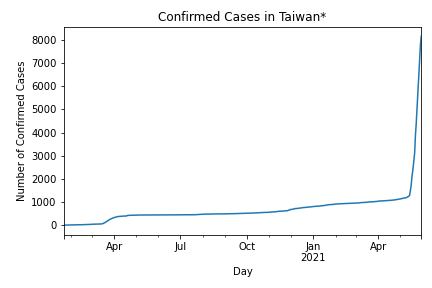 Confirmed Cases in Taiwan*
Number of Confirmed Cases
8000
7000
6000
5000
4000
3000
2000
1000
0
Apr Jul Oct Jan Apr
2021
Day